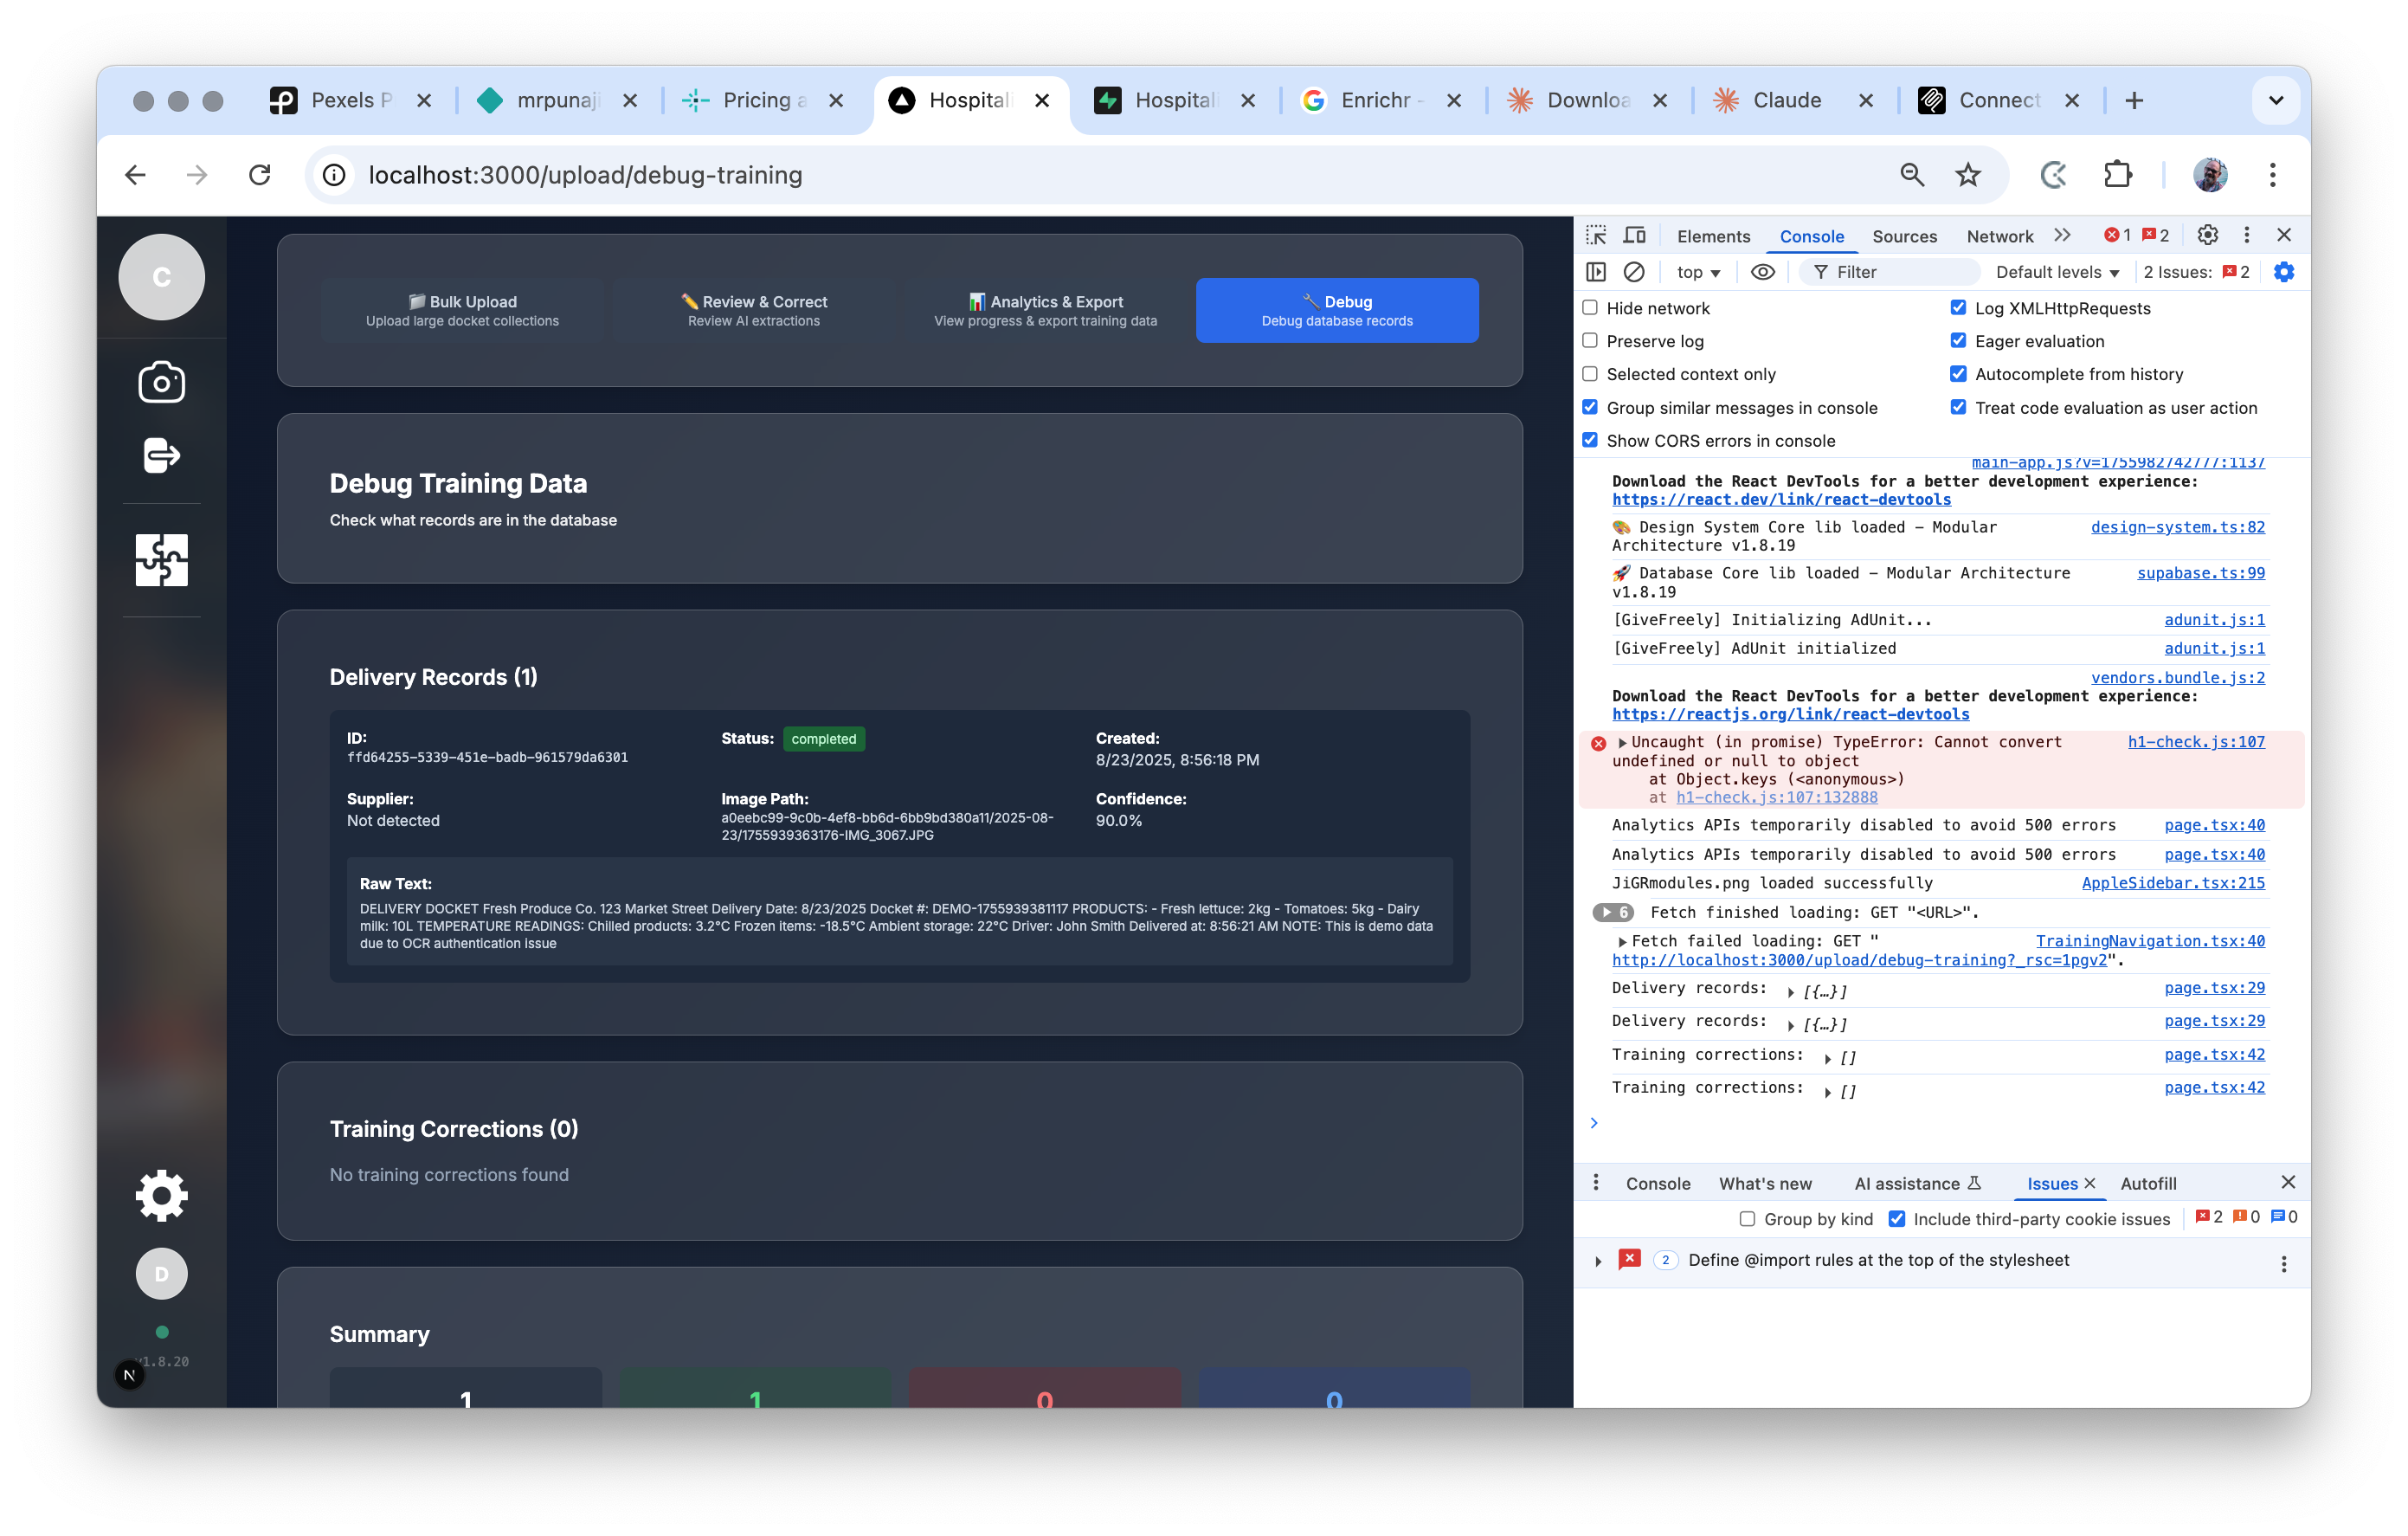 Pexels P
mrpunaji
Pricing a
Hospitali
Hospitali
Enrichr -
Downloa
Claude
Connect
localhost:3000/upload/debug-training
C
📁 Bulk Upload
Upload large docket collections
✏️ Review & Correct
Review AI extractions
📊 Analytics & Export
View progress & export training data
🔧 Debug
Debug database records
Debug Training Data
Check what records are in the database
Delivery Records (1)
ID:
ffd64255-5339-451e-badb-961579da6301
Status: completed
Created:
8/23/2025, 8:56:18 PM
Supplier:
Not detected
Image Path:
a0eebc99-9c0b-4ef8-bb6d-6bb9bd380a11/2025-08-
23/1755939363176-IMG_3067.JPG
Confidence:
90.0%
Raw Text:
DELIVERY DOCKET Fresh Produce Co. 123 Market Street Delivery Date: 8/23/2025 Docket #: DEMO-1755939381117 PRODUCTS: - Fresh lettuce: 2kg - Tomatoes: 5kg - Dairy
milk: 10L TEMPERATURE READINGS: Chilled products: 3.2°C Frozen items: -18.5°C Ambient storage: 22°C Driver: John Smith Delivered at: 8:56:21 AM NOTE: This is demo data
due to OCR authentication issue
Training Corrections (0)
No training corrections found
Summary
1
1
0
0
D
v1.8.20
N
Elements
Console
Sources
Network
1
2
top
Filter
Default levels
2 Issues: 2
Hide network
Log XMLHttpRequests
Preserve log
Eager evaluation
Selected context only
Autocomplete from history
Group similar messages in console
Treat code evaluation as user action
Show CORS errors in console
main-app.js?v=1755982742777:1137
Download the React DevTools for a better development experience:
https://react.dev/link/react-devtools
🎨 Design System Core lib loaded - Modular design-system.ts:82
Architecture v1.8.19
🚀 Database Core lib loaded - Modular Architecture supabase.ts:99
v1.8.19
[GiveFreely] Initializing AdUnit... adunit.js:1
[GiveFreely] AdUnit initialized adunit.js:1
vendors.bundle.js:2
Download the React DevTools for a better development experience:
https://reactjs.org/link/react-devtools
Uncaught (in promise) TypeError: Cannot convert h1-check.js:107
undefined or null to object
at Object.keys (<anonymous>)
at h1-check.js:107:132888
Analytics APIs temporarily disabled to avoid 500 errors page.tsx:40
Analytics APIs temporarily disabled to avoid 500 errors page.tsx:40
JiGRmodules.png loaded successfully AppleSidebar.tsx:215
6 Fetch finished loading: GET "<URL>".
Fetch failed loading: GET " TrainingNavigation.tsx:40
http://localhost:3000/upload/debug-training?_rsc=1pgv2".
Delivery records: [{…}] page.tsx:29
Delivery records: [{…}] page.tsx:29
Training corrections: [] page.tsx:42
Training corrections: [] page.tsx:42
Console
What's new
AI assistance
Issues
Autofill
Group by kind
Include third-party cookie issues
2
0
0
2 Define @import rules at the top of the stylesheet